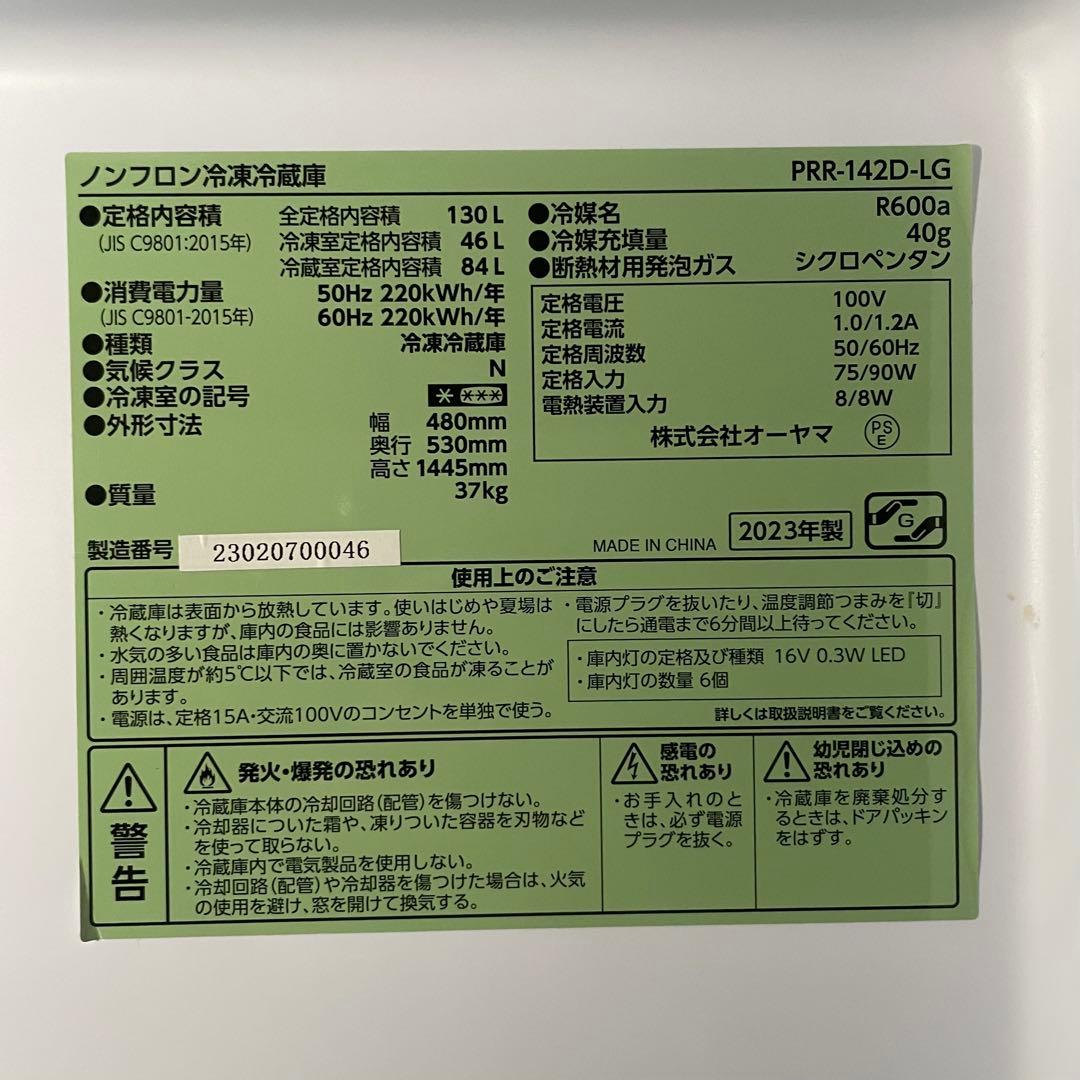 ノンフロン冷凍冷蔵庫
PRR-142D-LG
●定格内容積 全定格内容積 130L
(JIS C9801:2015年) 冷凍室定格内容積 46L
冷蔵室定格内容積 84L
●消費電力量 50Hz 220kWh/年
(JIS C9801-2015年) 60Hz 220kWh/年
●種類 冷凍冷蔵庫
●気候クラス N
●冷凍室の記号 * ***
●外形寸法 幅 480mm
奥行 530mm
高さ 1445mm
●質量 37kg
●冷媒名 R600a
●冷媒充填量 40g
●断熱材用発泡ガス シクロペンタン
定格電圧 100V
定格電流 1.0/1.2A
定格周波数 50/60Hz
定格入力 75/90W
電熱装置入力 8/8W
株式会社オーヤマ PSE
製造番号 23020700046
MADE IN CHINA 2023年製 G
使用上のご注意
・冷蔵庫は表面から放熱しています。使いはじめや夏場は
熱くなりますが、庫内の食品には影響ありません。
・水気の多い食品は庫内の奥に置かないでください。
・周囲温度が約5℃以下では、冷蔵室の食品が凍ることが
あります。
・電源は、定格15A・交流100Vのコンセントを単独で使う。
・電源プラグを抜いたり、温度調節つまみを『切』
にしたら通電まで6分間以上待ってください。
・庫内灯の定格及び種類 16V 0.3W LED
・庫内灯の数量 6個
詳しくは取扱説明書をご覧ください。
警告
発火・爆発の恐れあり
・冷蔵庫本体の冷却回路(配管)を傷つけない。
・冷却器についた霜や、凍りついた容器を刃物など
を使って取らない。
・冷蔵庫内で電気製品を使用しない。
・冷却回路(配管)や冷却器を傷つけた場合は、火気
の使用を避け、窓を開けて換気する。
感電の
恐れあり
・お手入れのと
きは、必ず電源
プラグを抜く。
幼児閉じ込めの
恐れあり
・冷蔵庫を廃棄処分す
るときは、ドアパッキン
をはずす。